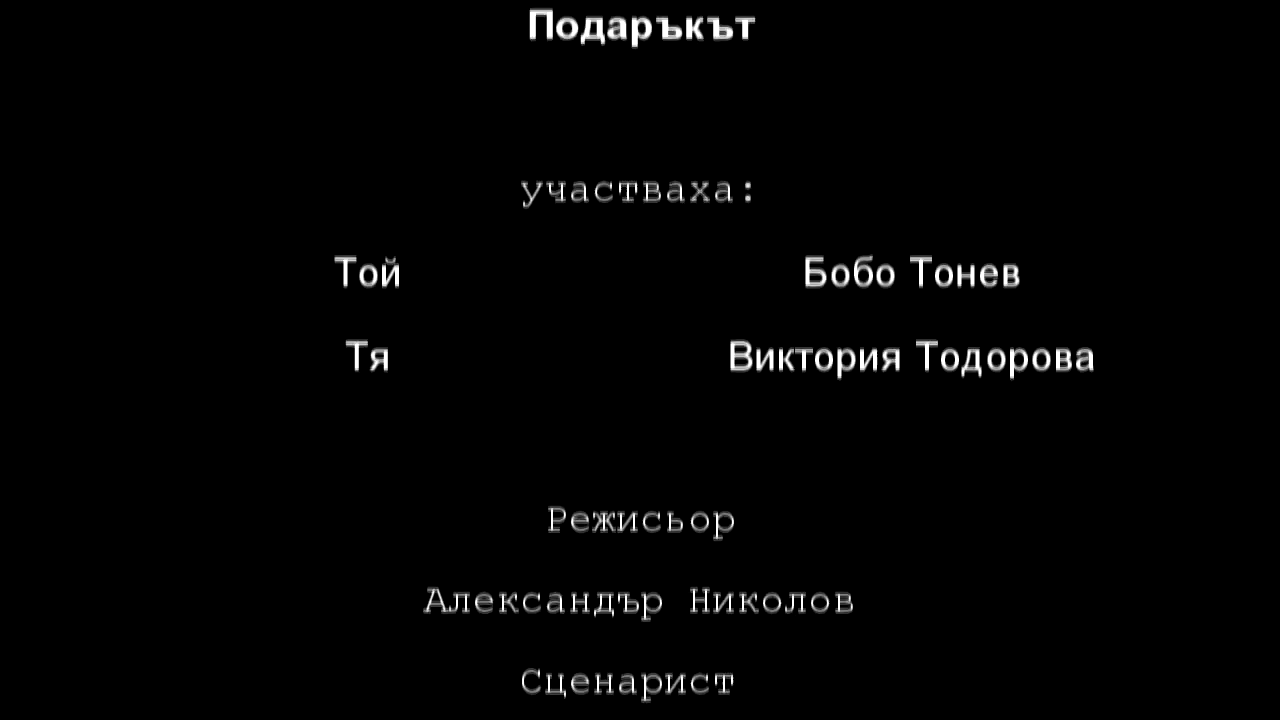 Подаръкът
участваха:
Той Бобо Тонев
Тя Виктория Тодорова
Режисьор
Александър Николов
Сценарист